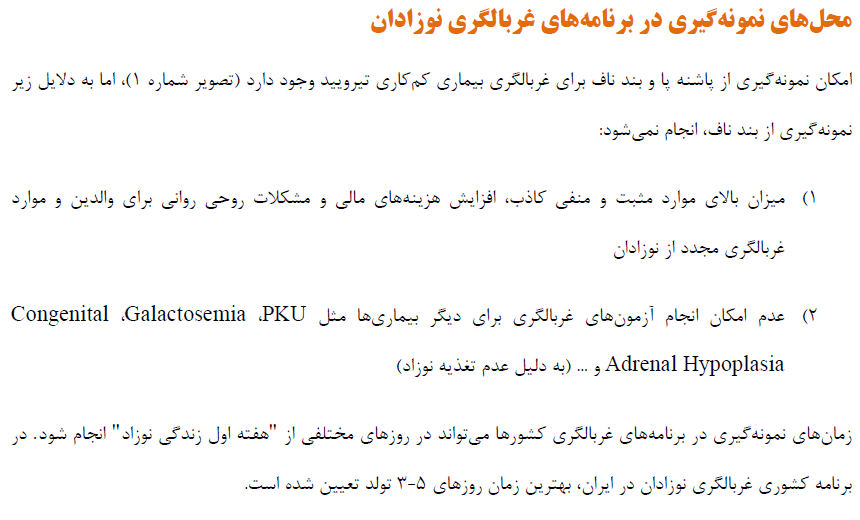 محل‌های نمونه‌گیری در برنامه‌های غربالگری نوزادان
امکان نمونه‌گیری از پاشنه پا و بند ناف برای غربالگری بیماری کم‌کاری تیرویید وجود دارد (تصویر شماره ۱)، اما به دلایل زیر
نمونه‌گیری از بند ناف، انجام نمی‌شود:
۱) میزان بالای موارد مثبت و منفی کاذب، افزایش هزینه‌های مالی و مشکلات روحی روانی برای والدین و موارد
غربالگری مجدد از نوزادان
۲) عدم امکان انجام آزمون‌های غربالگری برای دیگر بیماری‌ها مثل PKU، Galactosemia، Congenital
Adrenal Hypoplasia و ... (به دلیل عدم تغذیه نوزاد)
زمان‌های نمونه‌گیری در برنامه‌های غربالگری کشورها می‌تواند در روزهای مختلفی از "هفته اول زندگی نوزاد" انجام شود. در
برنامه کشوری غربالگری نوزادان در ایران، بهترین زمان روزهای ۵-۳ تولد تعیین شده است.